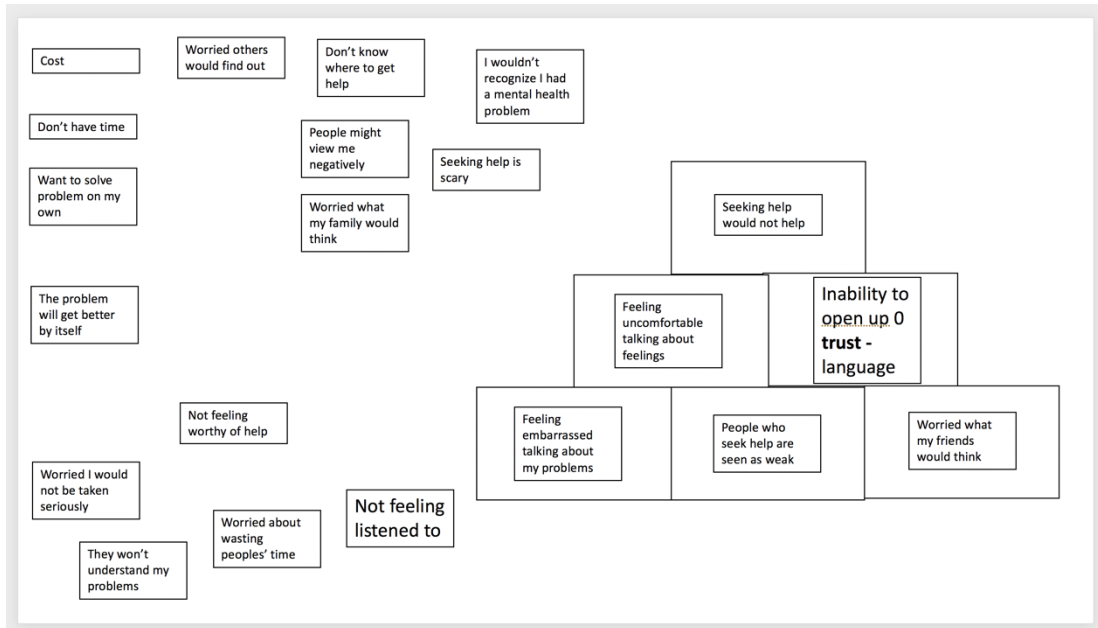 Cost
Worried others
would find out
Don't know
where to get
help
I wouldn't
recognize I had
a mental health
problem
Don't have time
People might
view me
negatively
Seeking help is
scary
Want to solve
problem on my
own
Worried what
my family would
think
Seeking help
would not help
The problem
will get better
by itself
Feeling
uncomfortable
talking about
feelings
Inability to
open up 0
trust -
language
Not feeling
worthy of help
Feeling
embarrassed
talking about
my problems
People who
seek help are
seen as weak
Worried what
my friends
would think
Worried I would
not be taken
seriously
Not feeling
listened to
Worried about
wasting
peoples' time
They won't
understand my
problems